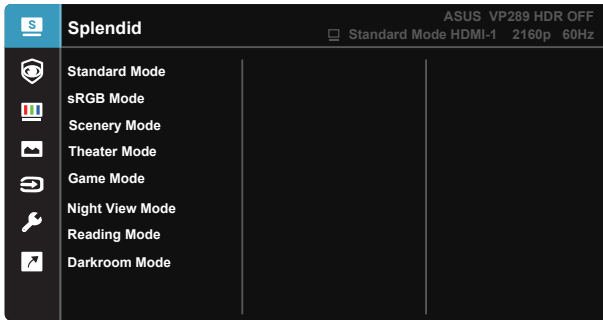 S
Splendid
ASUS VP289 HDR OFF
Standard Mode HDMI-1 2160p 60Hz
Standard Mode
sRGB Mode
Scenery Mode
Theater Mode
Game Mode
Night View Mode
Reading Mode
Darkroom Mode